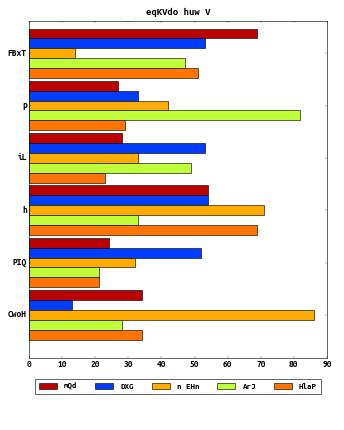 eqKVdo huw V
FBxT
p
iL
h
PIQ
CwoH
0 10 20 30 40 50 60 70 80 90
mQd DXG n EHn ArJ HlaP